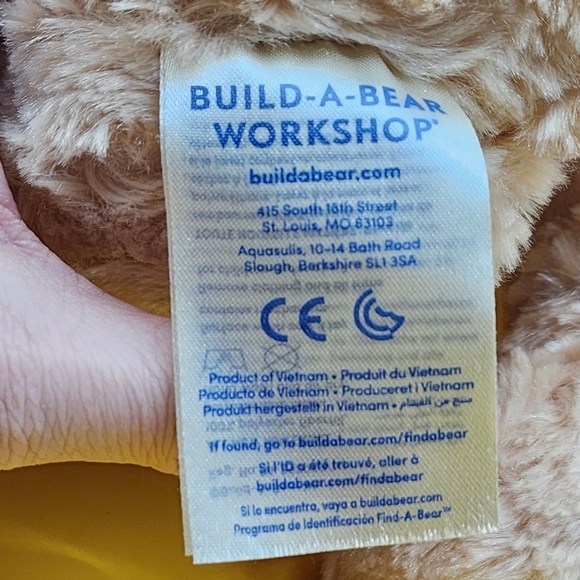 BUILD-A-BEAR
WORKSHOP®
buildabear.com
415 South 18th Street
St. Louis, MO 63103
Aquasulis, 10-14 Bath Road
Slough, Berkshire SL1 3SA
CE
Product of Vietnam • Produit du Vietnam
Producto de Vietnam • Produceret i Vietnam
Produkt hergestellt in Vietnam • منتج من الفيتنام
If found, go to buildabear.com/findabear
Si l'ID a été trouvé, aller à
buildabear.com/findabear
Si lo encuentra, vaya a buildabear.com
Programa de Identificación Find-A-Bear™